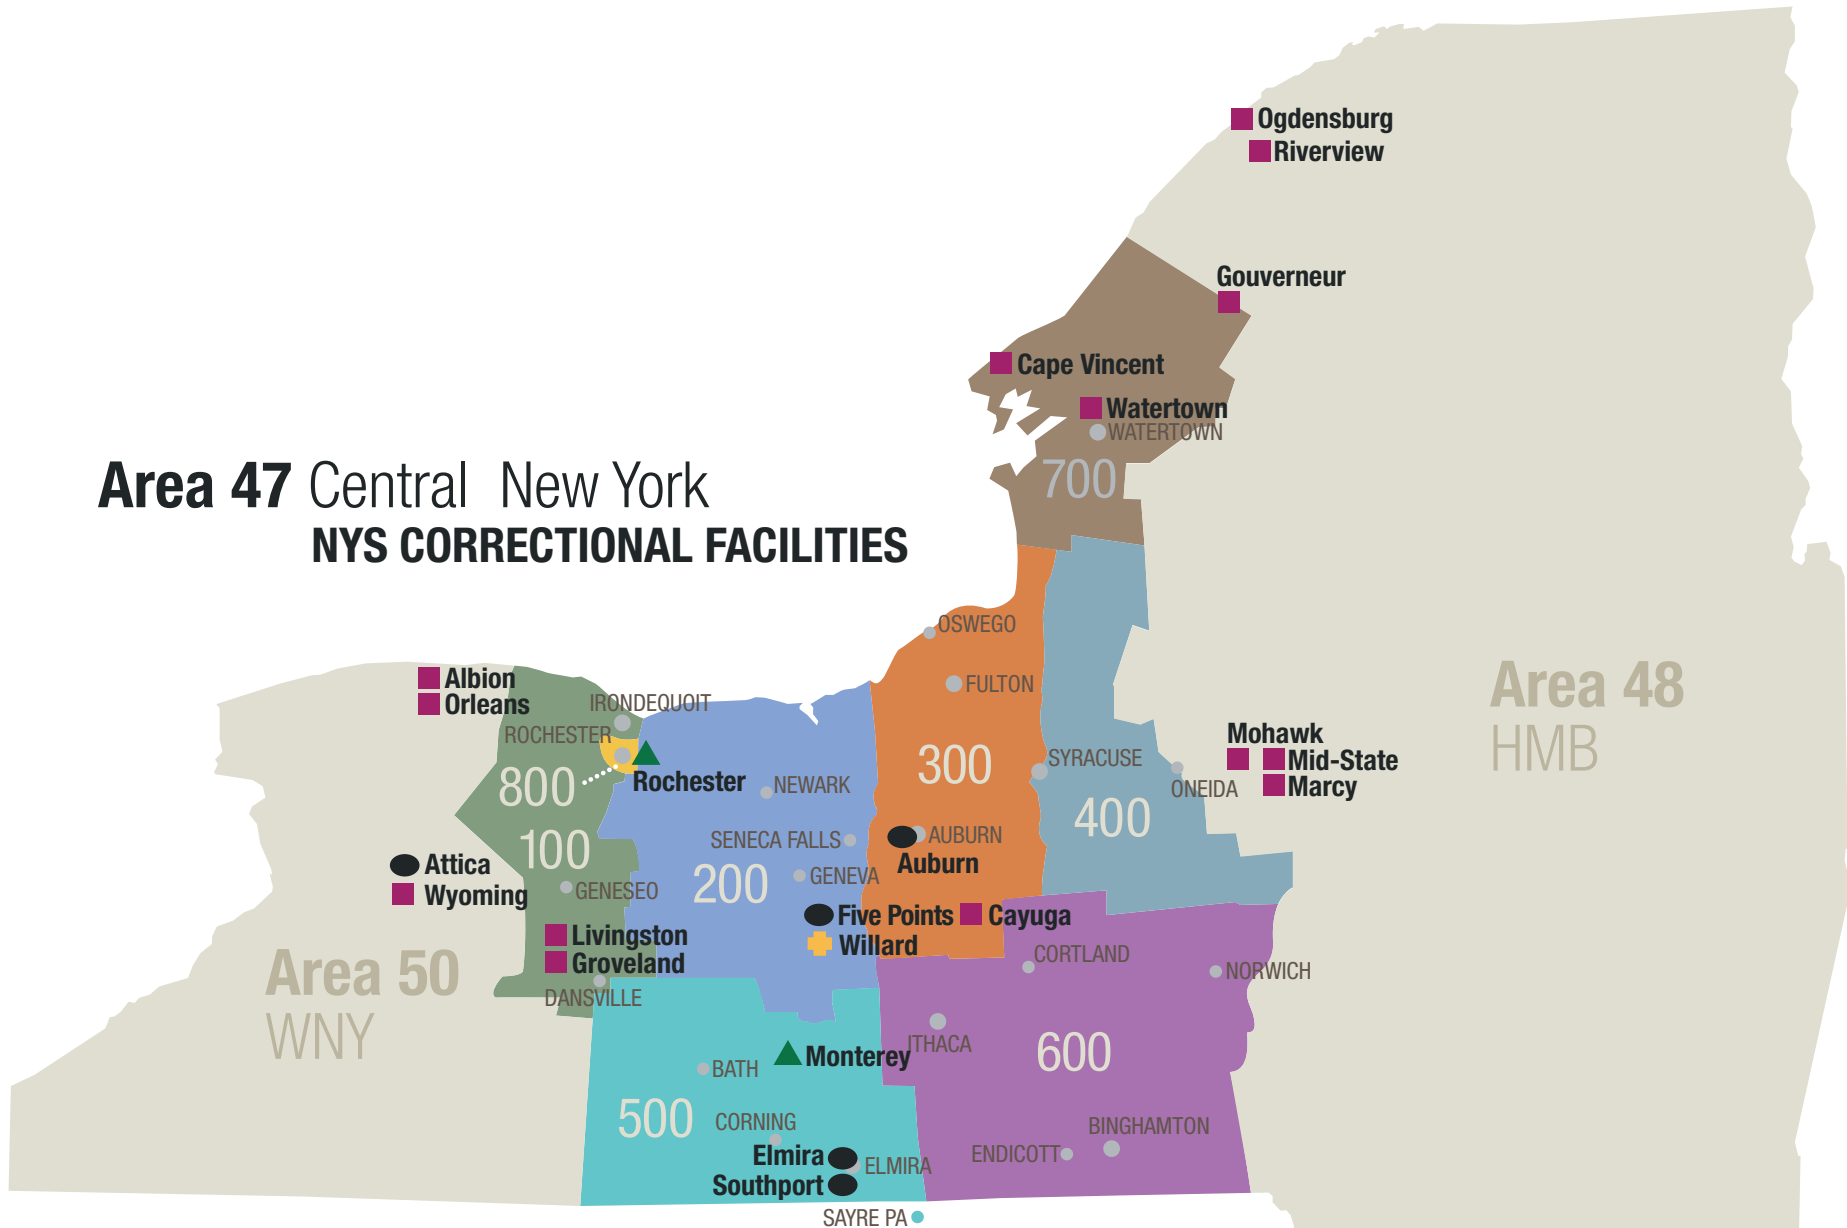 Ogdensburg
Riverview
Gouverneur
Cape Vincent
Watertown
WATERTOWN
700
Area 47 Central New York
NYS CORRECTIONAL FACILITIES
OSWEGO
FULTON
Area 48
HMB
Albion
Orleans
IRONDEQUOIT
ROCHESTER
Rochester
800
NEWARK
300
SYRACUSE
ONEIDA
Mohawk
Mid-State
Marcy
400
100
SENECA FALLS
AUBURN
Auburn
Attica
Wyoming
GENESEO
200
GENEVA
Five Points
Cayuga
Willard
Livingston
Groveland
DANSVILLE
CORTLAND
NORWICH
Area 50
WNY
ITHACA
600
Monterey
BATH
500
CORNING
BINGHAMTON
ENDICOTT
Elmira
ELMIRA
Southport
SAYRE PA